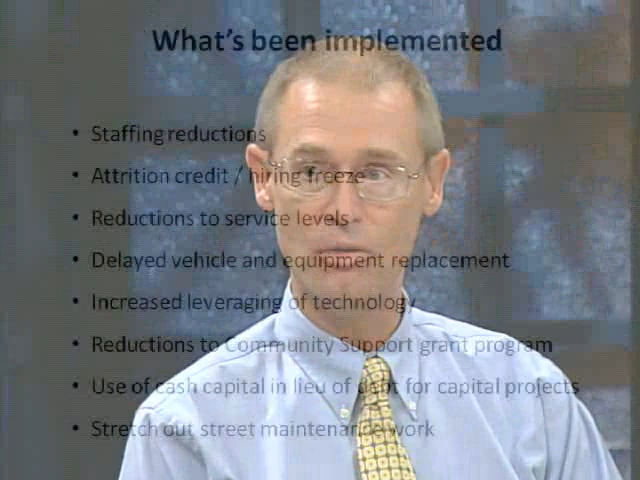 What's been implemented
• Staffing reductions
• Attrition credit / hiring freeze
• Reductions to service levels
• Delayed vehicle and equipment replacement
• Increased leveraging of technology
• Reductions to Community Support grant program
• Use of cash capital in lieu of debt for capital projects
• Stretch out street maintenance work